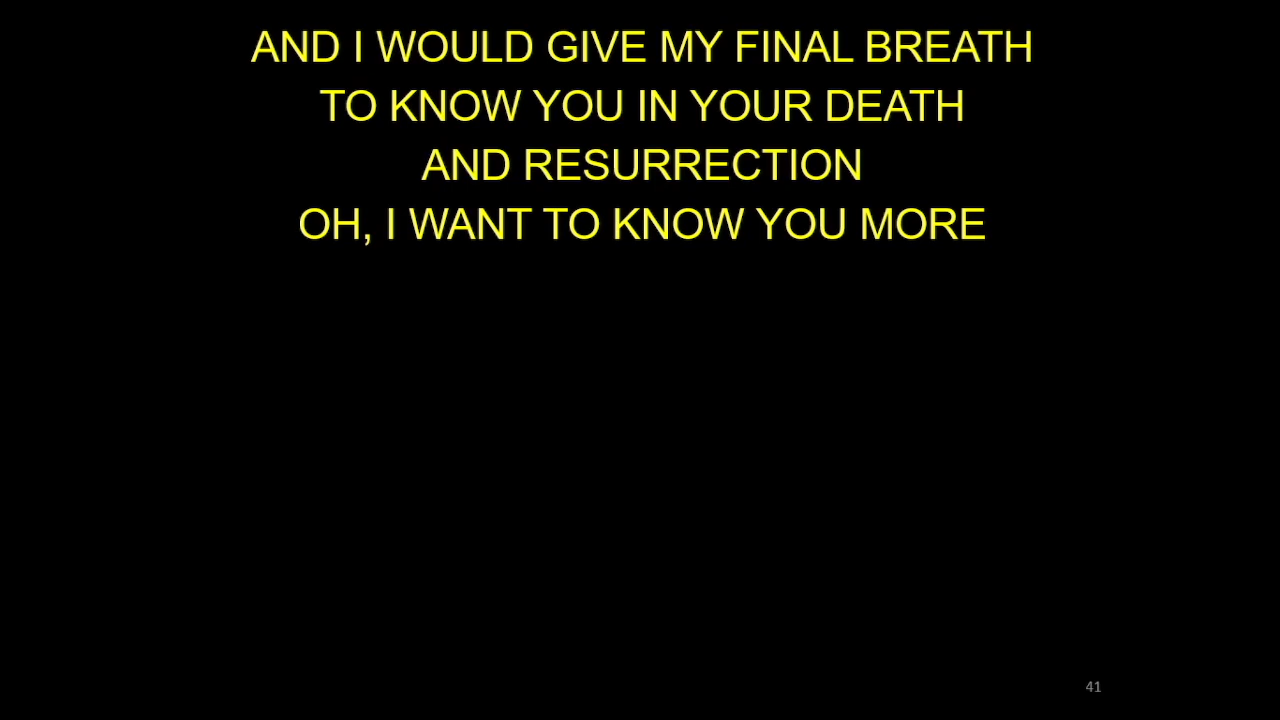 AND I WOULD GIVE MY FINAL BREATH
TO KNOW YOU IN YOUR DEATH
AND RESURRECTION
OH, I WANT TO KNOW YOU MORE
41